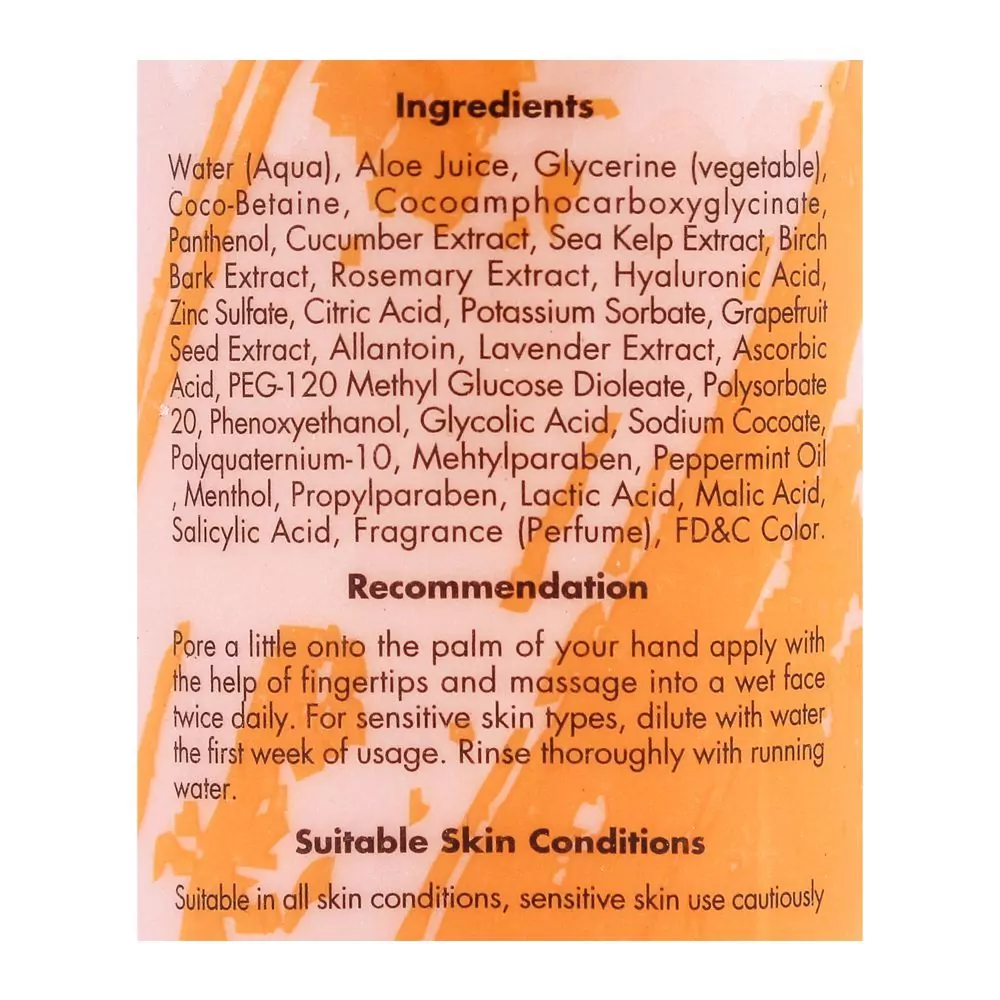 Ingredients
Water (Aqua), Aloe Juice, Glycerine (vegetable),
Coco-Betaine, Cocoamphocarboxyglycinate,
Panthenol, Cucumber Extract, Sea Kelp Extract, Birch
Bark Extract, Rosemary Extract, Hyaluronic Acid,
Zinc Sulfate, Citric Acid, Potassium Sorbate, Grapefruit
Seed Extract, Allantoin, Lavender Extract, Ascorbic
Acid, PEG-120 Methyl Glucose Dioleate, Polysorbate
20, Phenoxyethanol, Glycolic Acid, Sodium Cocoate,
Polyquaternium-10, Mehtylparaben, Peppermint Oil
, Menthol, Propylparaben, Lactic Acid, Malic Acid,
Salicylic Acid, Fragrance (Perfume), FD&C Color.
Recommendation
Pore a little onto the palm of your hand apply with
the help of fingertips and massage into a wet face
twice daily. For sensitive skin types, dilute with water
the first week of usage. Rinse thoroughly with running
water.
Suitable Skin Conditions
Suitable in all skin conditions, sensitive skin use cautiously